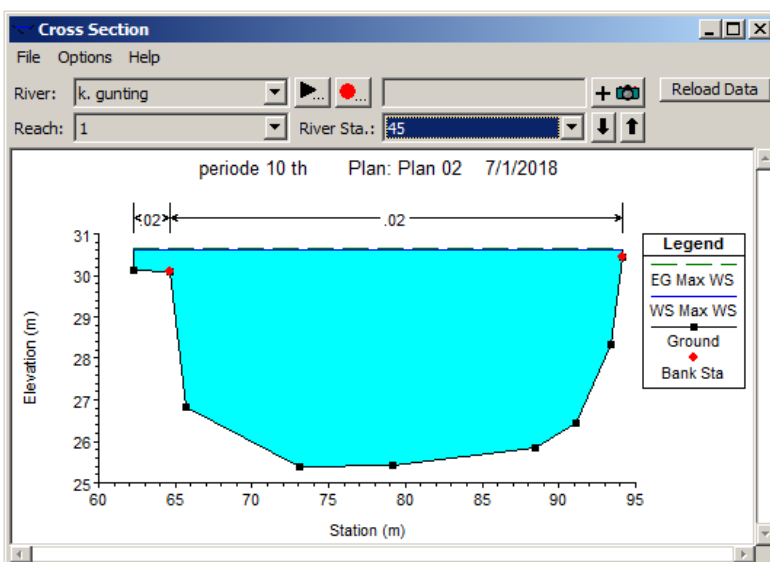 Cross Section
File Options Help
River: k. gunting ... ... + Reload Data
Reach: 1 River Sta.: 45
periode 10 th Plan: Plan 02 7/1/2018
.02 .02
31
30
29
28
27
26
25
60 65 70 75 80 85 90 95
Elevation (m)
Station (m)
Legend
EG Max WS
WS Max WS
Ground
Bank Sta